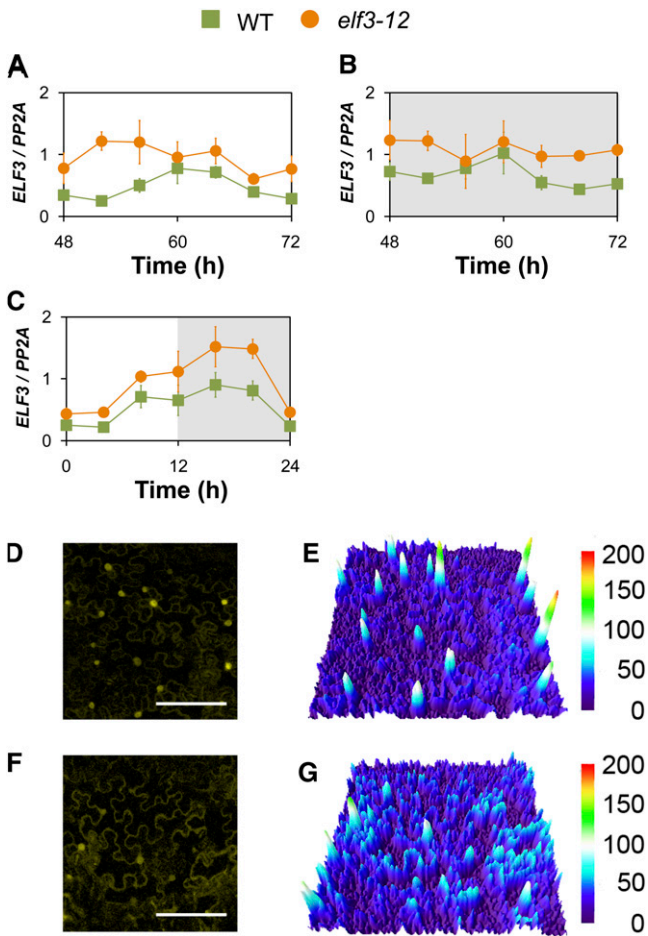 WT elf3-12
A B
2 2
ELF3 / PP2A ELF3 / PP2A
1 1
0 0
48 60 72 48 60 72
Time (h) Time (h)
C
2
ELF3 / PP2A
1
0
0 12 24
Time (h)
D E
200
150
100
50
0
F G
200
150
100
50
0